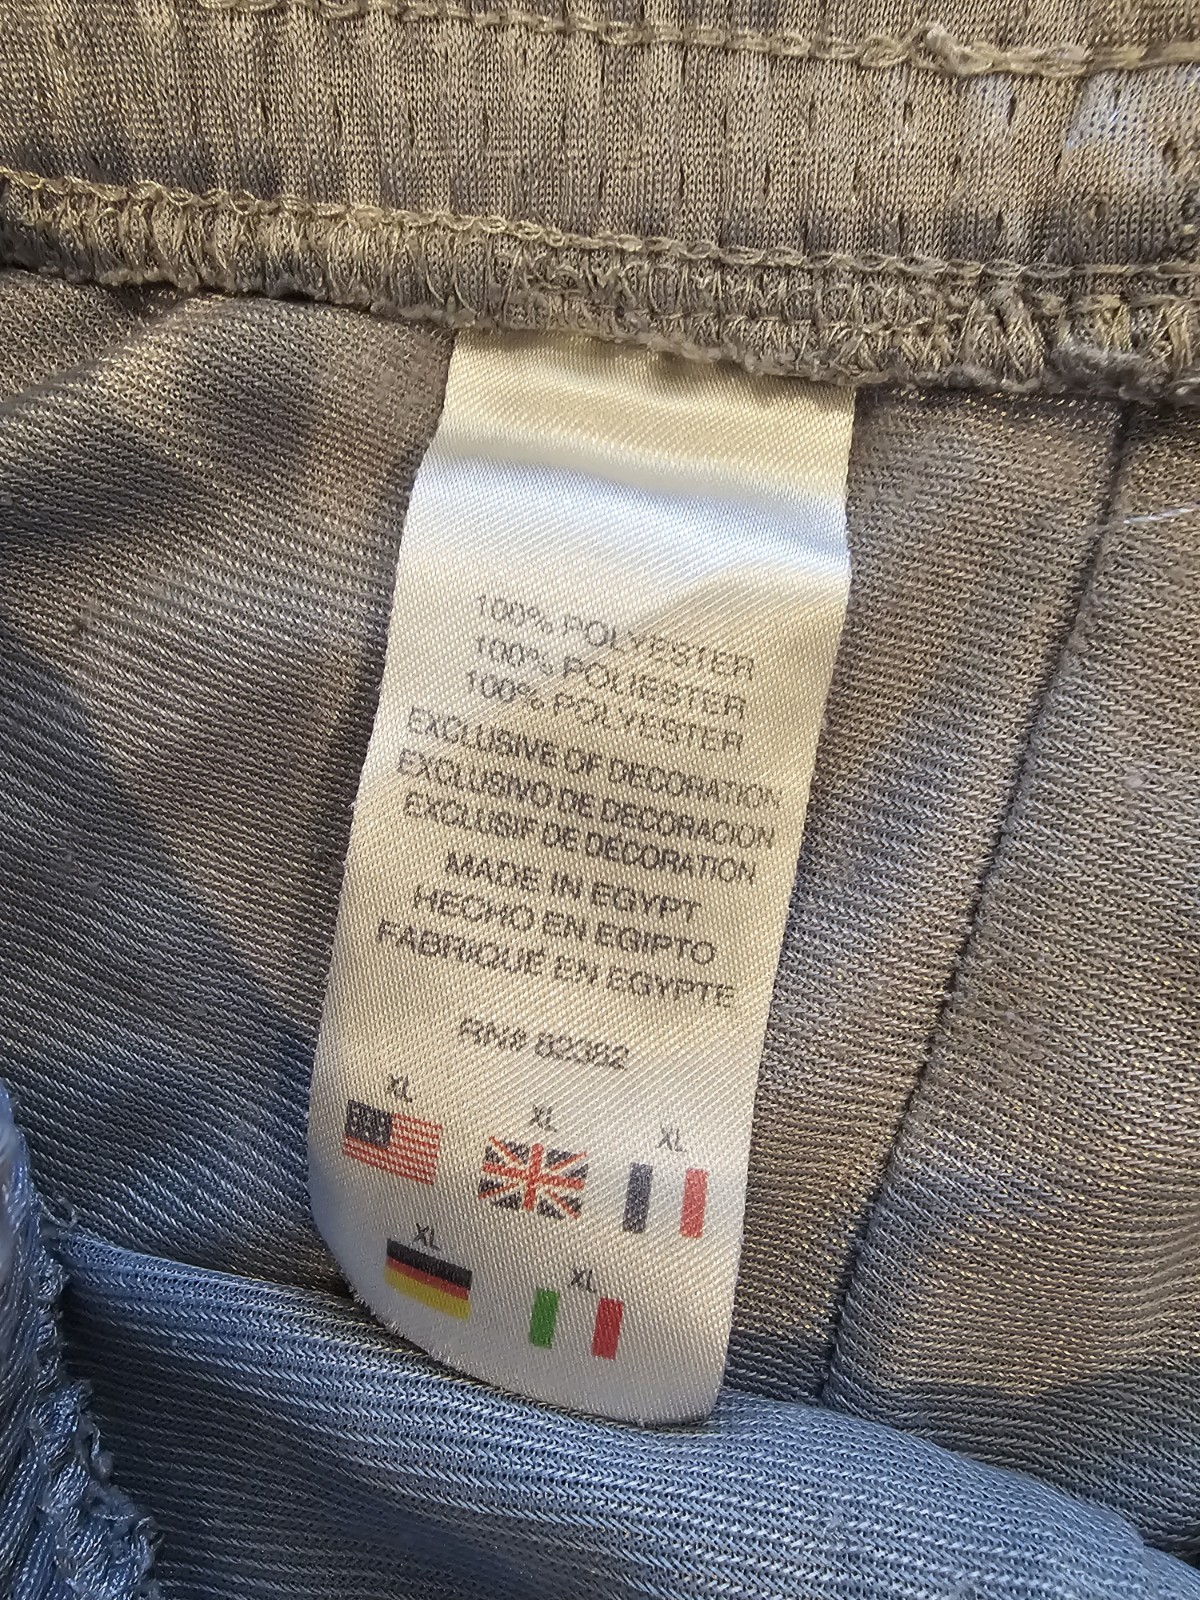 100% POLYESTER
100% POLIESTER
100% POLYESTER
EXCLUSIVE OF DECORATION
EXCLUSIVO DE DECORACION
EXCLUSIF DE DÉCORATION
MADE IN EGYPT
HECHO EN EGIPTO
FABRIQUÉ EN EGYPTE
RN# 82382
XL
XL
XL
XL
XL